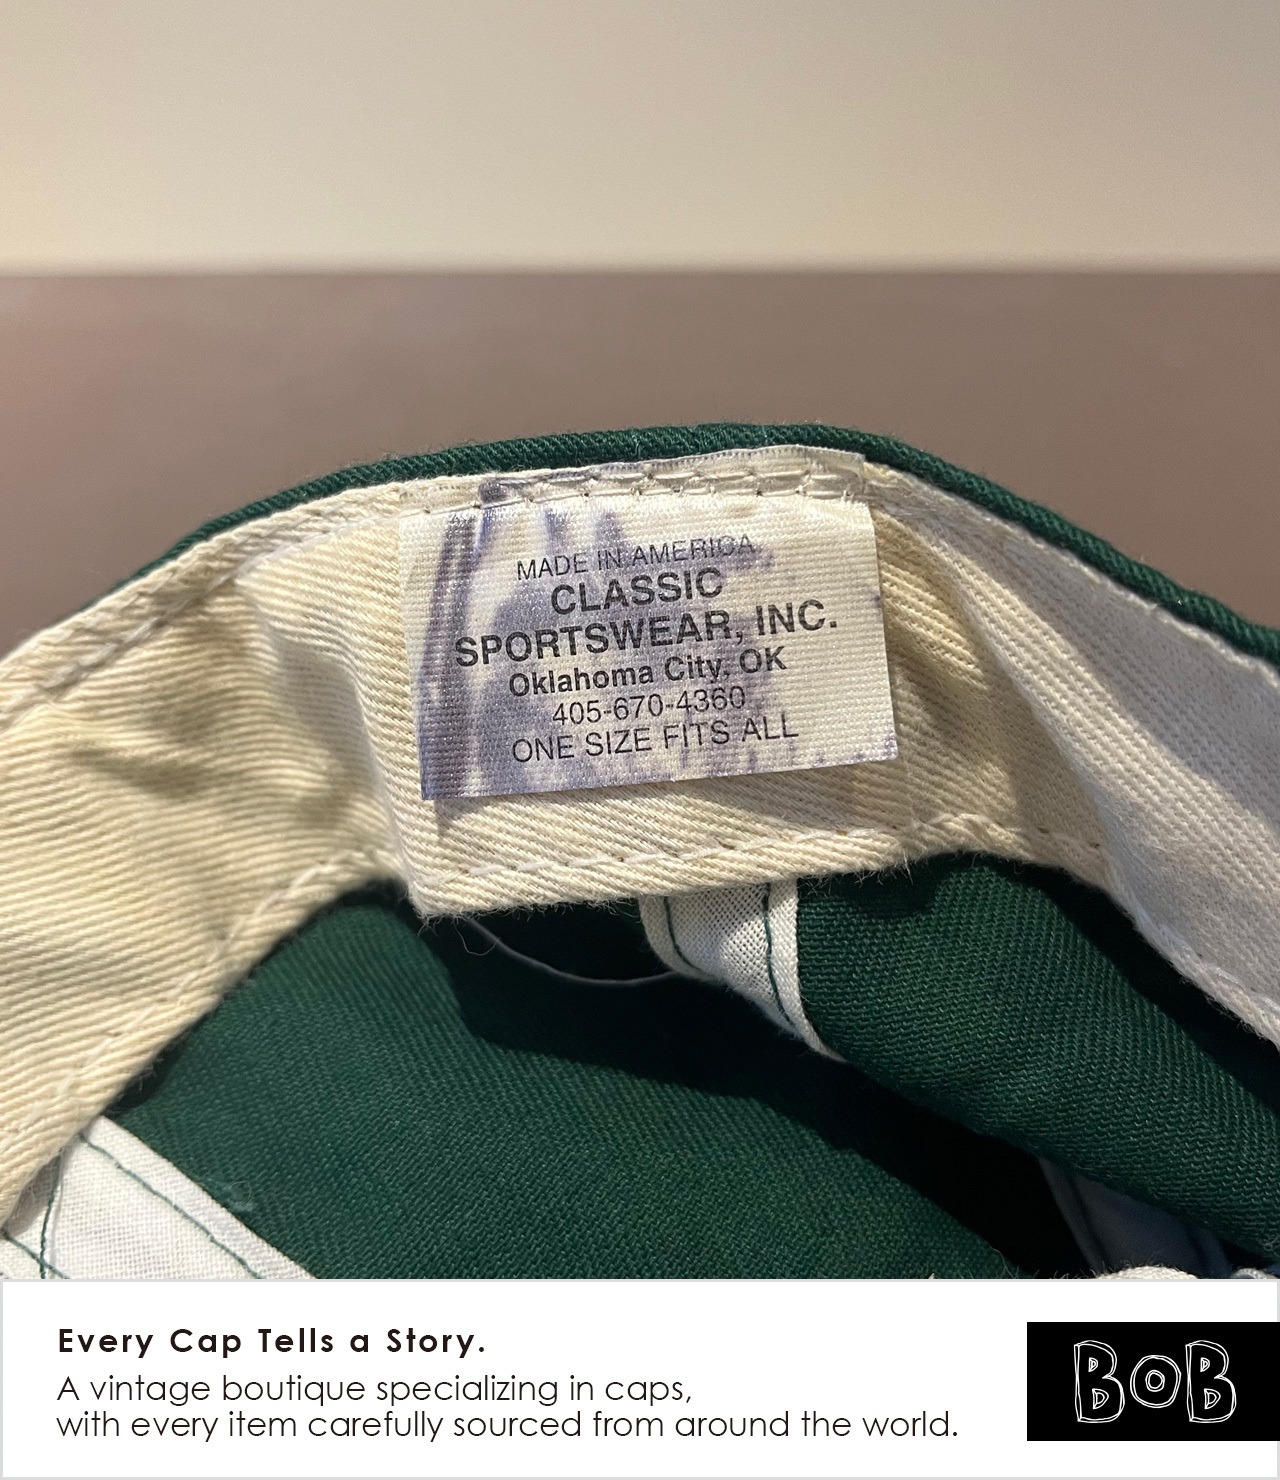 MADE IN AMERICA
CLASSIC
SPORTSWEAR, INC.
Oklahoma City, OK
405-670-4360
ONE SIZE FITS ALL
Every Cap Tells a Story.
A vintage boutique specializing in caps,
with every item carefully sourced from around the world.
BOB